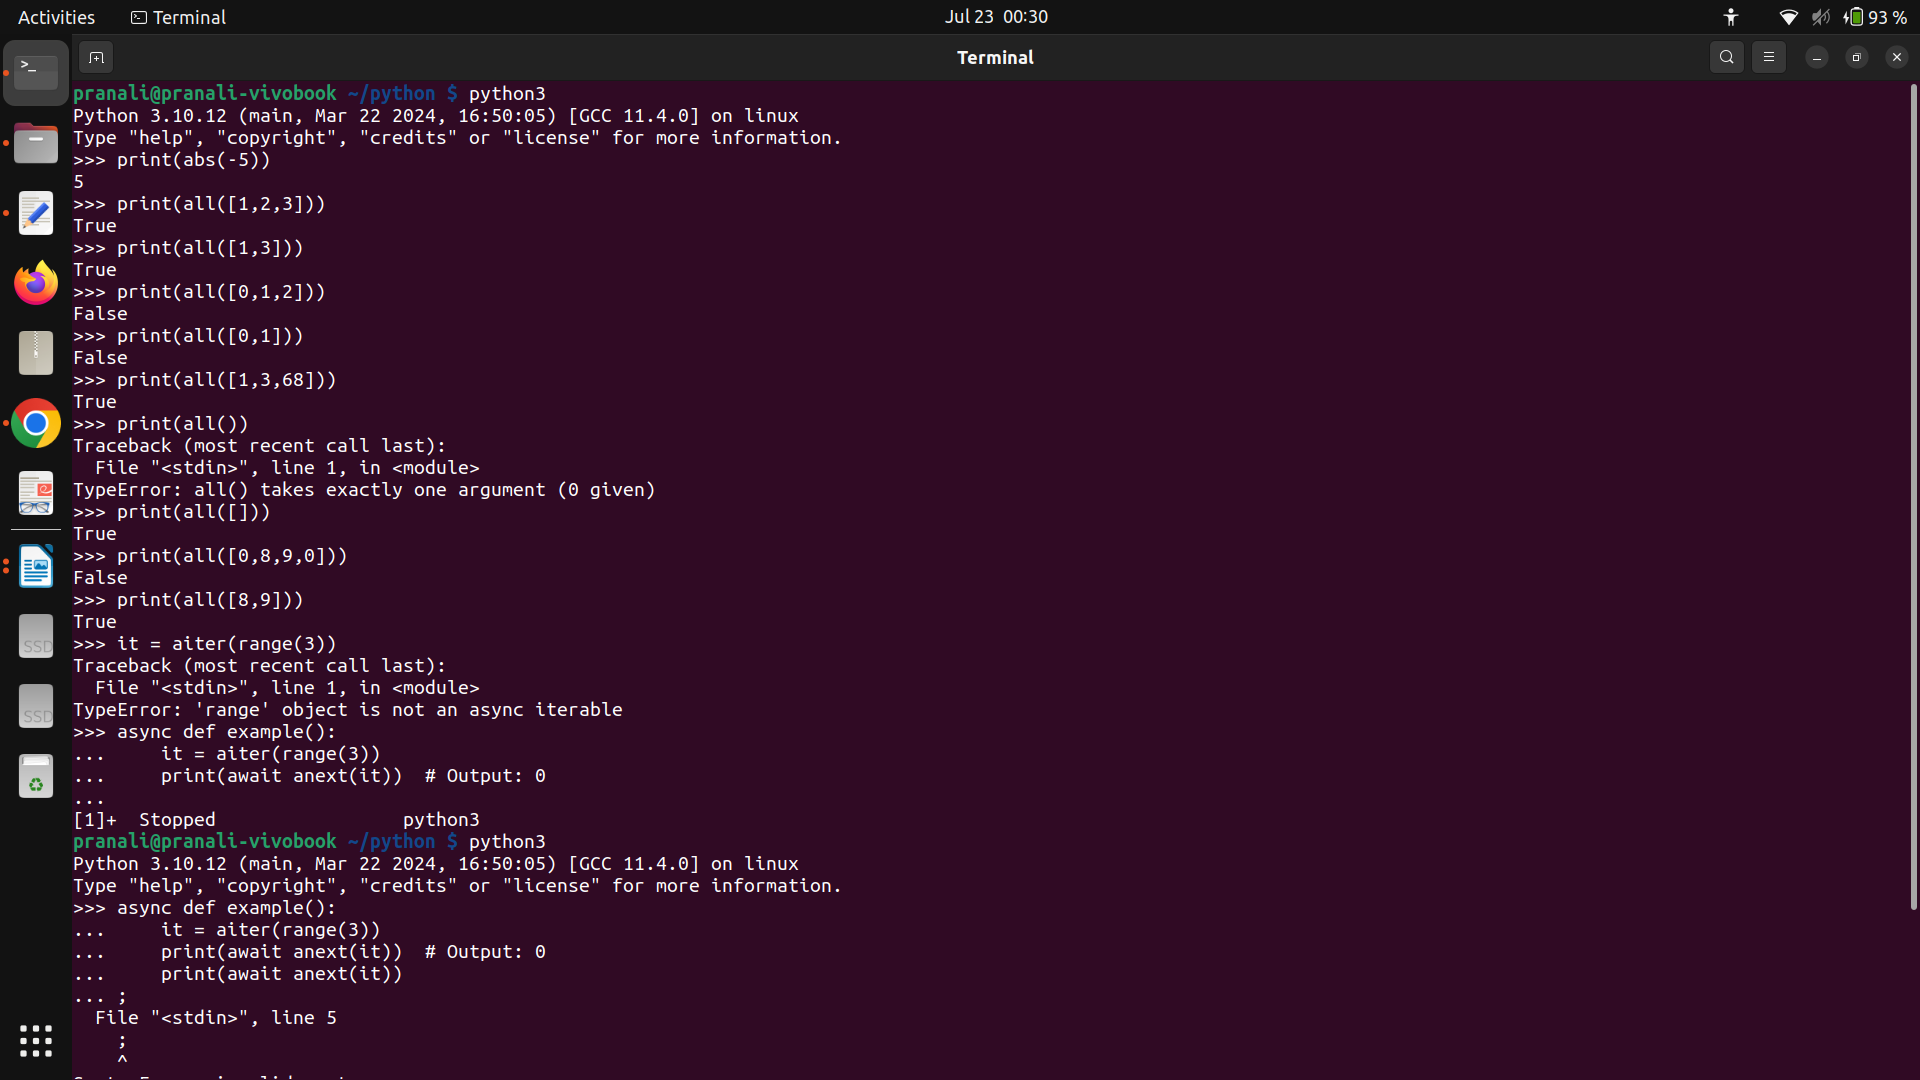 Activities
Terminal
Jul 23 00:30
93 %
Terminal
pranali@pranali-vivobook ~/python $ python3
Python 3.10.12 (main, Mar 22 2024, 16:50:05) [GCC 11.4.0] on linux
Type "help", "copyright", "credits" or "license" for more information.
>>> print(abs(-5))
5
>>> print(all([1,2,3]))
True
>>> print(all([1,3]))
True
>>> print(all([0,1,2]))
False
>>> print(all([0,1]))
False
>>> print(all([1,3,68]))
True
>>> print(all())
Traceback (most recent call last):
  File "<stdin>", line 1, in <module>
TypeError: all() takes exactly one argument (0 given)
>>> print(all([]))
True
>>> print(all([0,8,9,0]))
False
>>> print(all([8,9]))
True
>>> it = aiter(range(3))
Traceback (most recent call last):
  File "<stdin>", line 1, in <module>
TypeError: 'range' object is not an async iterable
>>> async def example():
...     it = aiter(range(3))
...     print(await anext(it))  # Output: 0
...
[1]+  Stopped                 python3
pranali@pranali-vivobook ~/python $ python3
Python 3.10.12 (main, Mar 22 2024, 16:50:05) [GCC 11.4.0] on linux
Type "help", "copyright", "credits" or "license" for more information.
>>> async def example():
...     it = aiter(range(3))
...     print(await anext(it))  # Output: 0
...     print(await anext(it))
... ;
  File "<stdin>", line 5
    ;
    ^
SSD
SSD